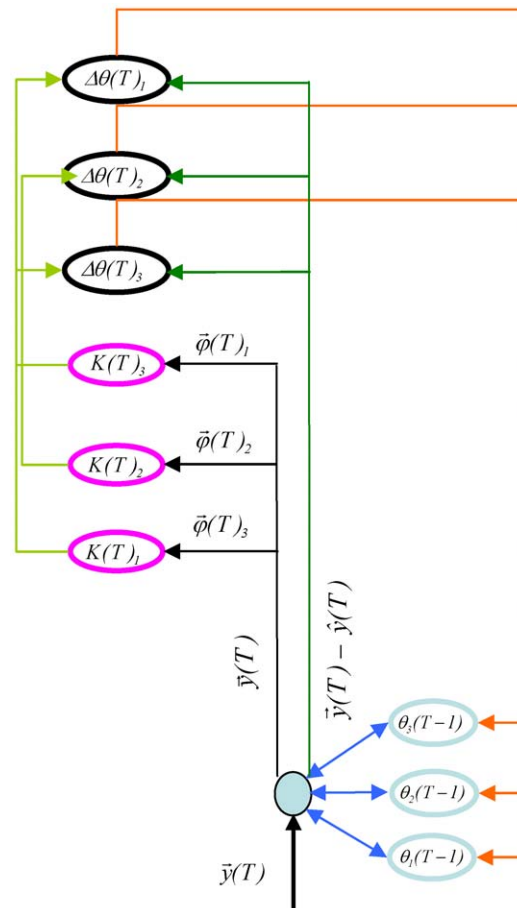 Δθ(T)₁
Δθ(T)₂
Δθ(T)₃
φ⃗(T)₁
K(T)₃
φ⃗(T)₂
K(T)₂
φ⃗(T)₃
K(T)₁
y⃗(T)
y⃗(T) − ŷ(T)
θ₃(T−1)
θ₂(T−1)
θ₁(T−1)
y⃗(T)